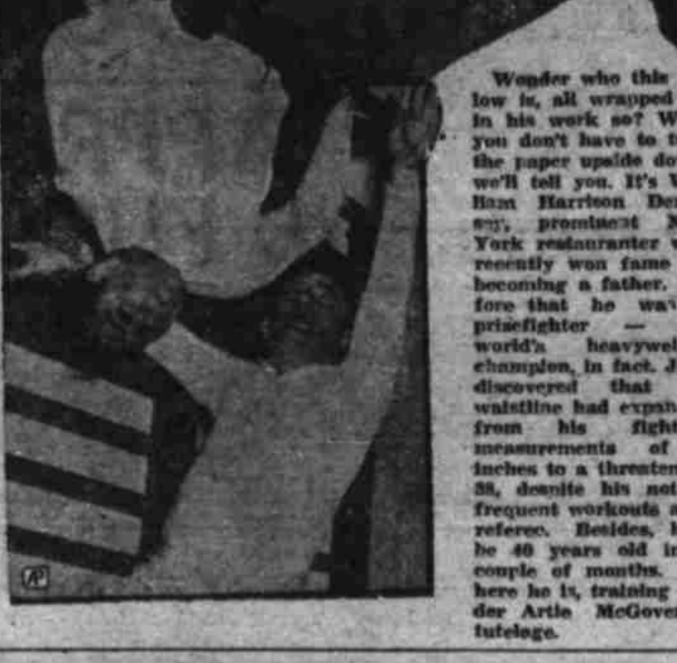 Wonder who this
low is, all wrapped
in his work so? W
you don't have to t
the paper upside do
we'll tell you. It's W
liam Harrison Dem
sey, prominent N
York restauranter w
recently won fame
becoming a father.
fore that he was
prizefighter —
world's heavywei
champion, in fact. J
discovered that
waistline had expan
from his fight
measurements of
inches to a threaten
38, despite his not
frequent workouts a
referee. Besides, h
be 40 years old in
couple of months.
here he is, training
der Artie McGover
tutelage.
AP